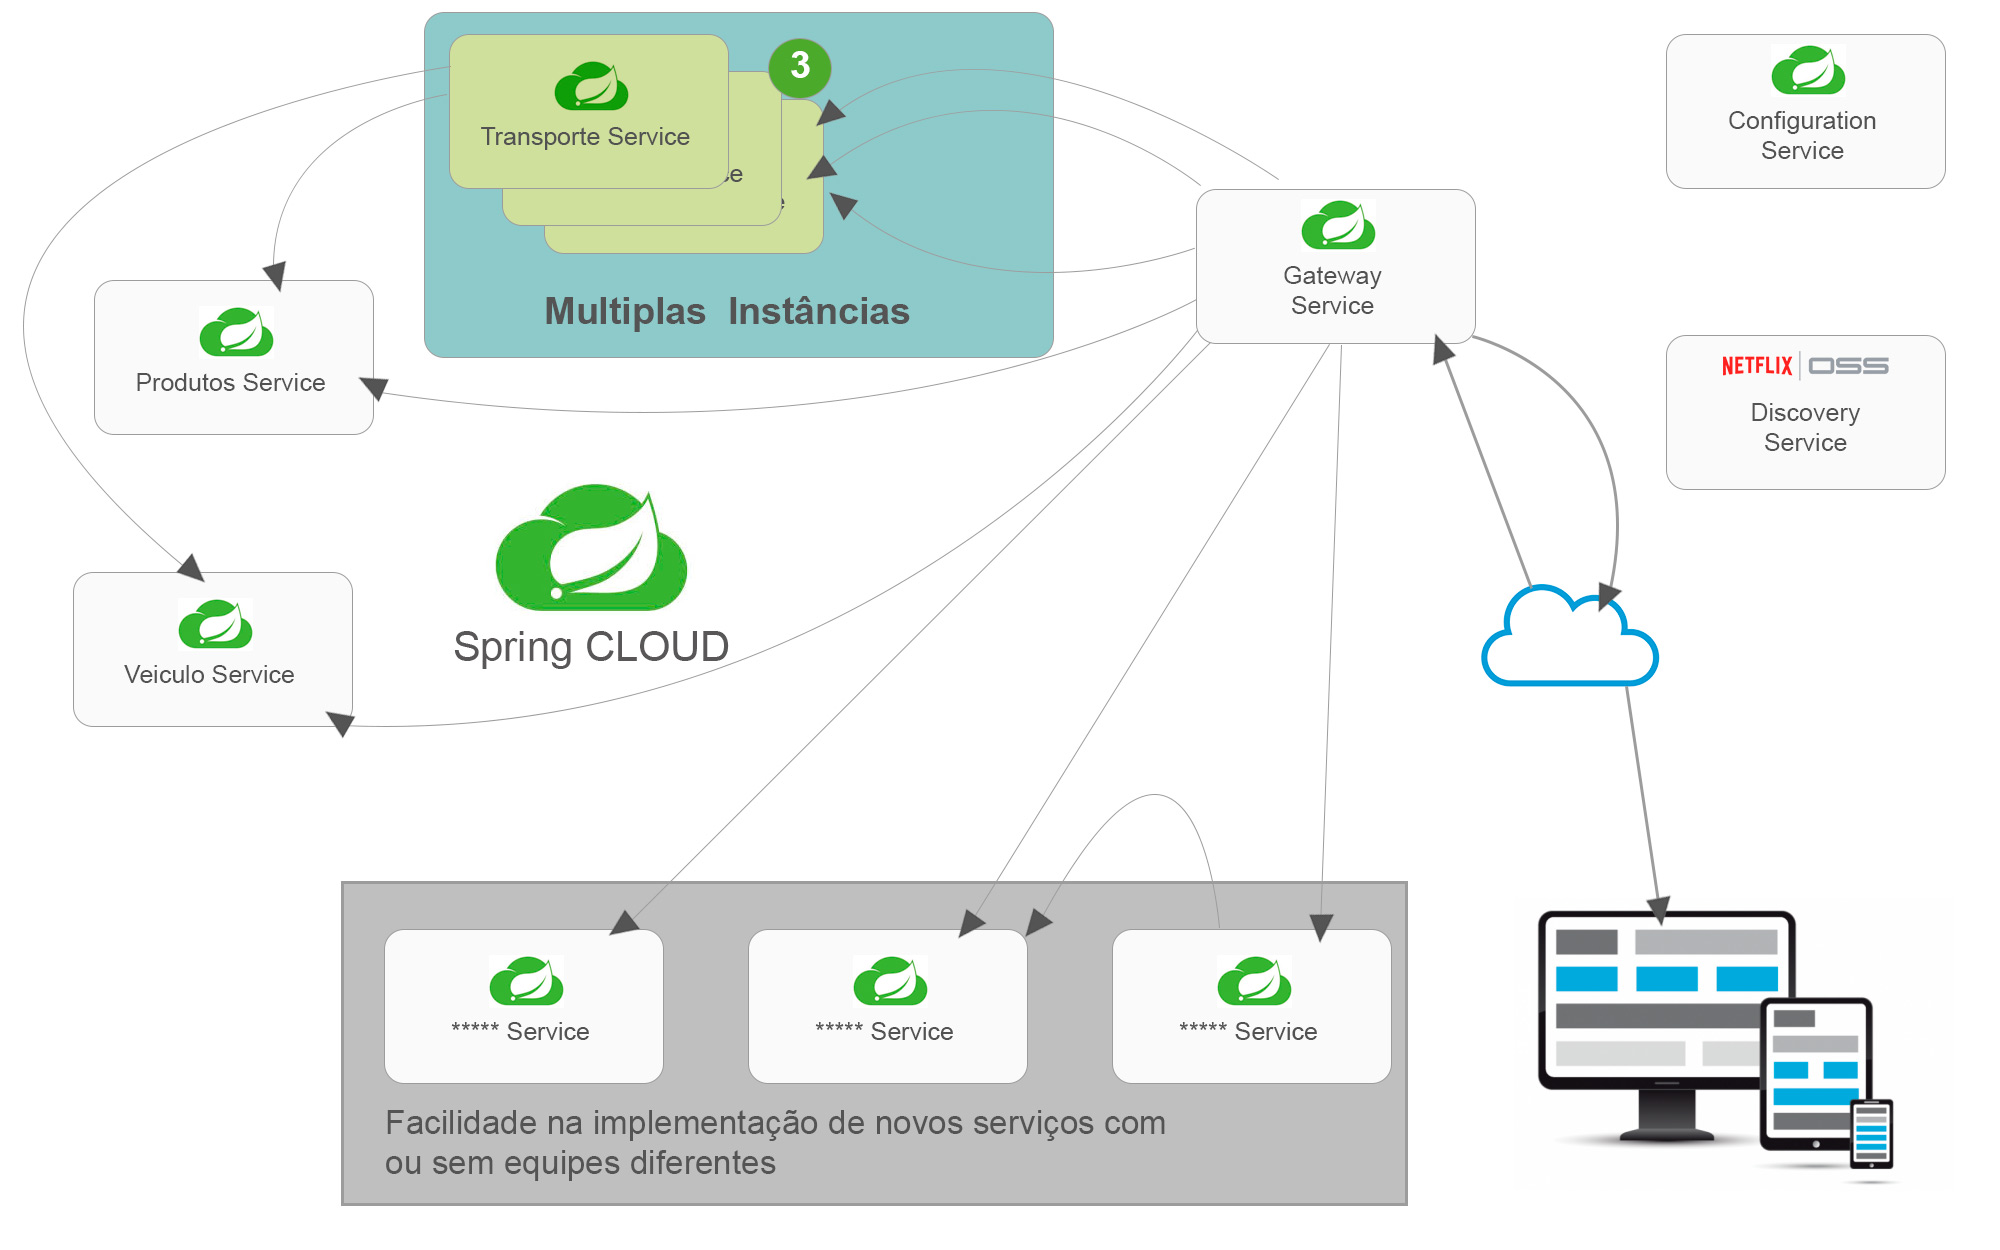 3
Transporte Service
Multiplas Instâncias
Configuration
Service
Gateway
Service
Produtos Service
NETFLIX OSS
Discovery
Service
Spring CLOUD
Veiculo Service
***** Service
***** Service
***** Service
Facilidade na implementação de novos serviços com
ou sem equipes diferentes